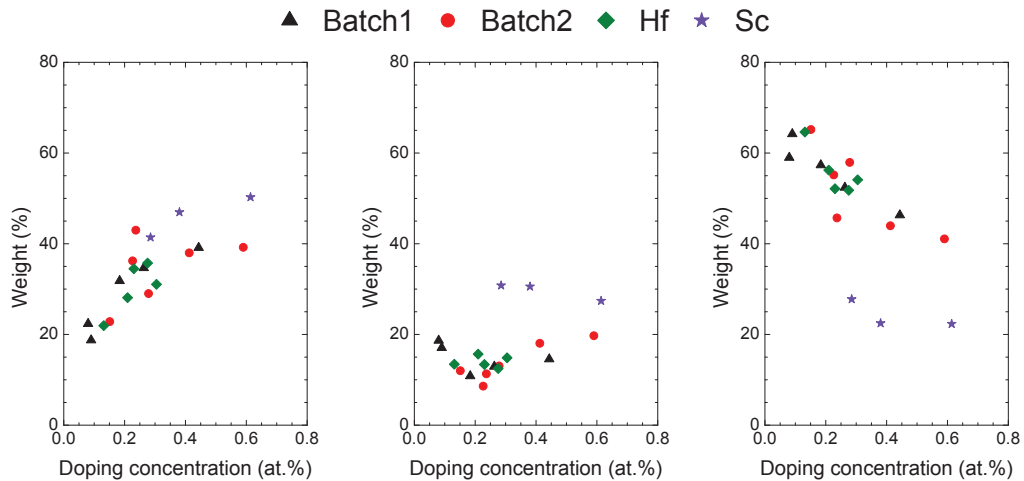 Batch1 Batch2 Hf Sc
80 80 80
60 60 60
40 40 40
20 20 20
0 0 0
0.0 0.2 0.4 0.6 0.8 0.0 0.2 0.4 0.6 0.8 0.0 0.2 0.4 0.6 0.8
Weight (%) Weight (%) Weight (%)
Doping concentration (at.%) Doping concentration (at.%) Doping concentration (at.%)